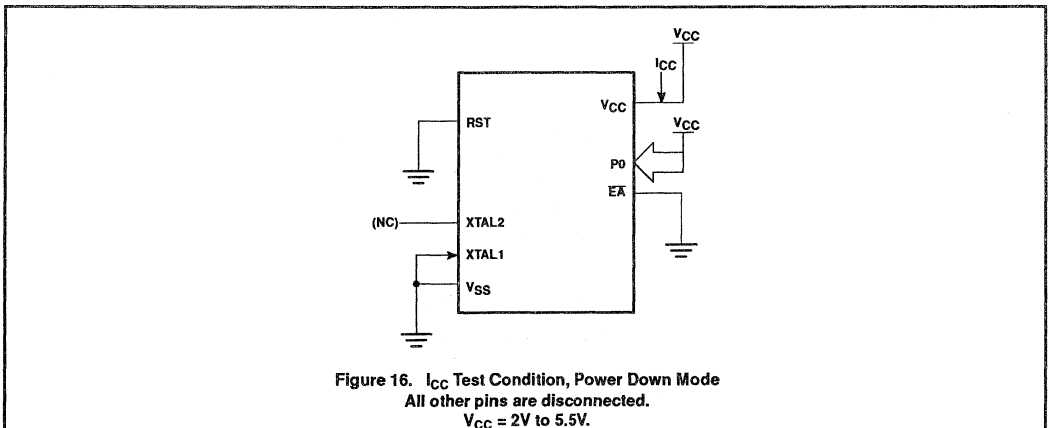 VCC
ICC
VCC
RST
VCC
P0
EA
(NC)
XTAL2
XTAL1
VSS
Figure 16. ICC Test Condition, Power Down Mode
All other pins are disconnected.
VCC = 2V to 5.5V.